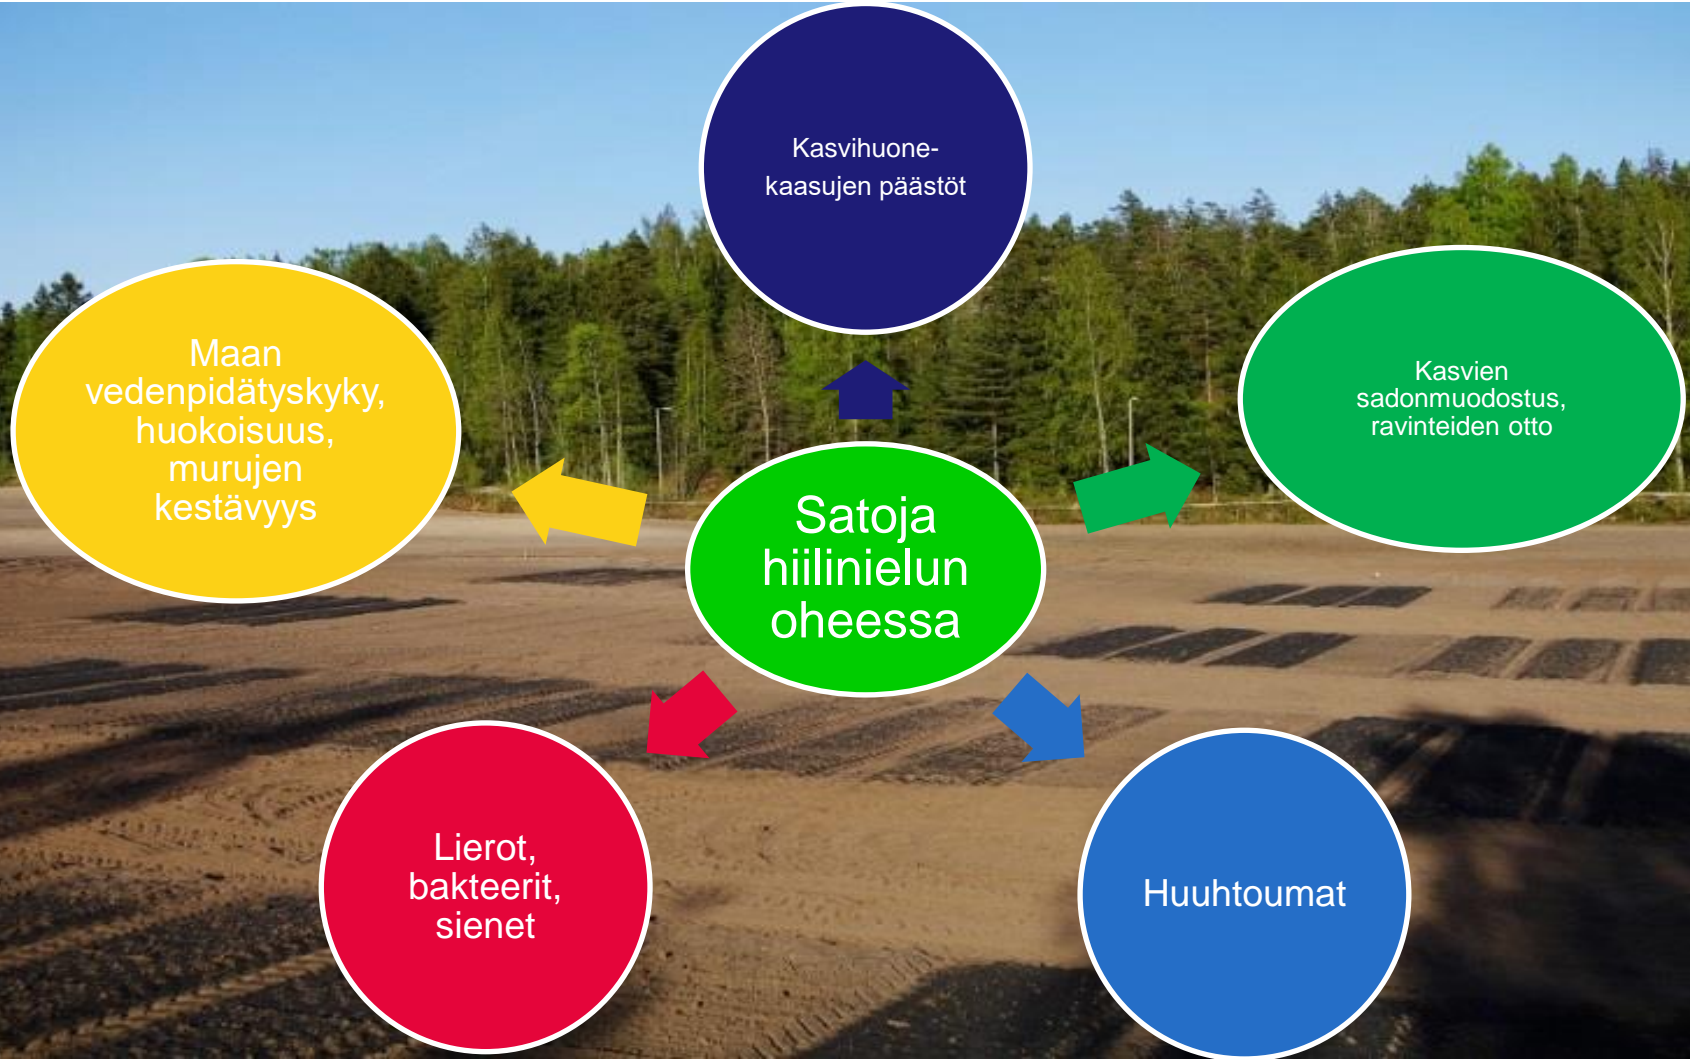 Kasvihuone-
kaasujen päästöt
Maan
vedenpidätyskyky,
huokoisuus,
murujen
kestävyys
Kasvien
sadonmuodostus,
ravinteiden otto
Satoja
hiilinielun
oheessa
Lierot,
bakteerit,
sienet
Huuhtoumat